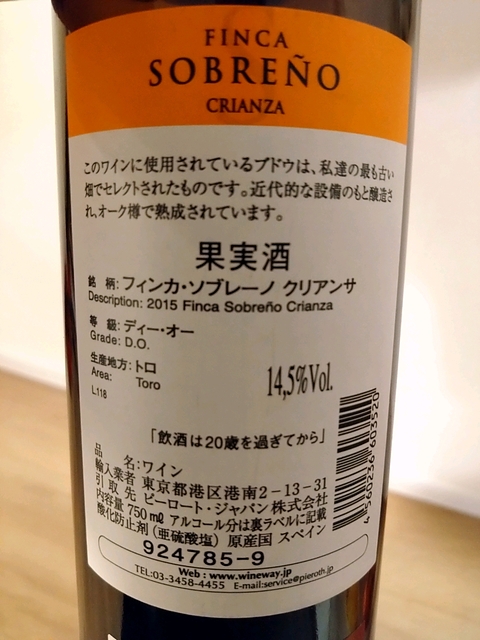 FINCA
SOBREÑO
CRIANZA
このワインに使用されているブドウは、私達の最も古い
畑でセレクトされたものです。近代的な設備のもと醸造さ
れ、オーク樽で熟成されています。
果実酒
銘 柄:フィンカ・ソブレーノ クリアンサ
Description: 2015 Finca Sobreño Crianza
等 級:ディー・オー
Grade: D.O.
生産地方:トロ
Area: Toro
14,5%Vol.
L118
「飲酒は20歳を過ぎてから」
品 名:ワイン
輸入業者 東京都港区港南2-13-31
引 取 先 ピーロート・ジャパン株式会社
内容量 750㎖ アルコール分は裏ラベルに記載
酸化防止剤(亜硫酸塩) 原産国 スペイン
924785-9
Web : www.wineway.jp
TEL:03-3458-4455 E-mail:service@pieroth.jp
4 560256 603520